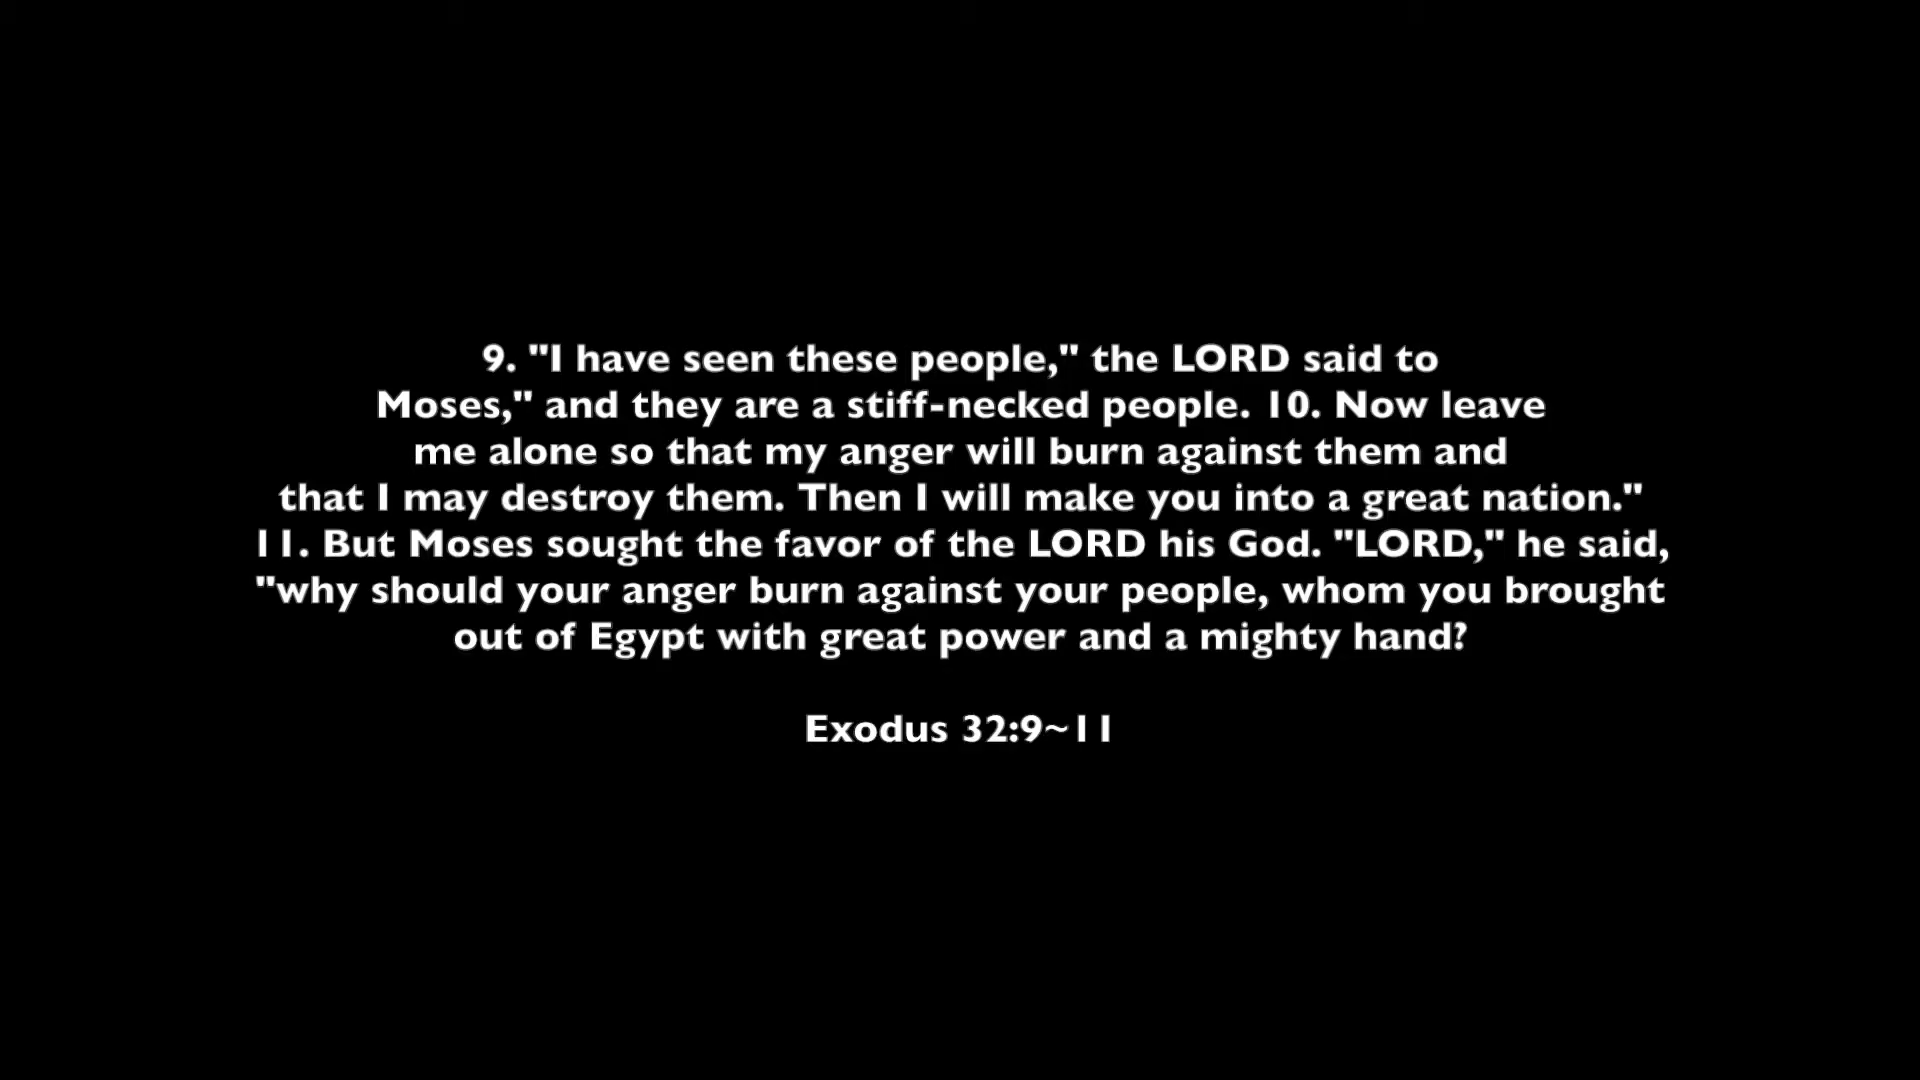 9. "I have seen these people," the LORD said to
Moses," and they are a stiff-necked people. 10. Now leave
me alone so that my anger will burn against them and
that I may destroy them. Then I will make you into a great nation."
11. But Moses sought the favor of the LORD his God. "LORD," he said,
"why should your anger burn against your people, whom you brought
out of Egypt with great power and a mighty hand?
Exodus 32:9~11